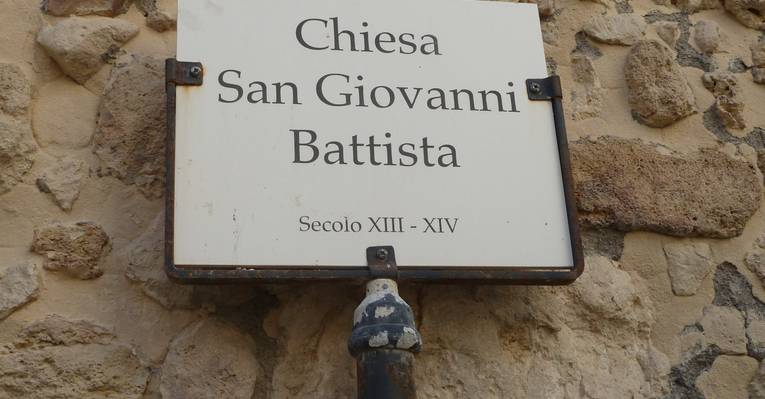 Chiesa
San Giovanni
Battista
Secolo XIII - XIV